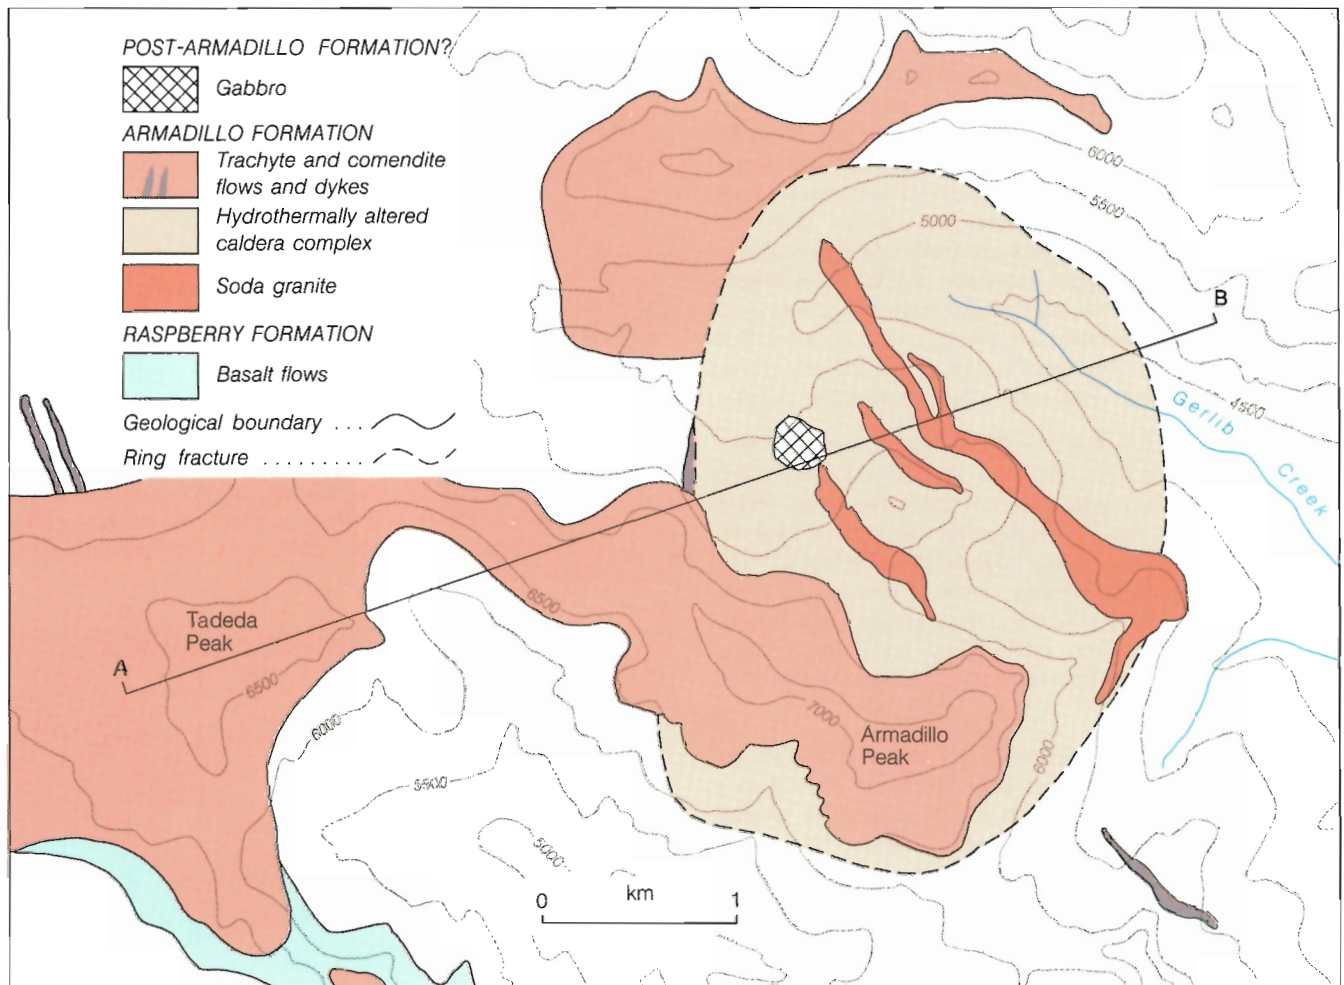 POST-ARMADILLO FORMATION?
Gabbro
ARMADILLO FORMATION
Trachyte and comendite
flows and dykes
Hydrothermally altered
caldera complex
Soda granite
RASPBERRY FORMATION
Basalt flows
Geological boundary ...
Ring fracture ........
6000
5500
5000
B
4500
Gerlib
Creek
6500
Tadeda
Peak
A
6500
6000
7000
Armadillo
Peak
6000
5500
5000
km
0 1